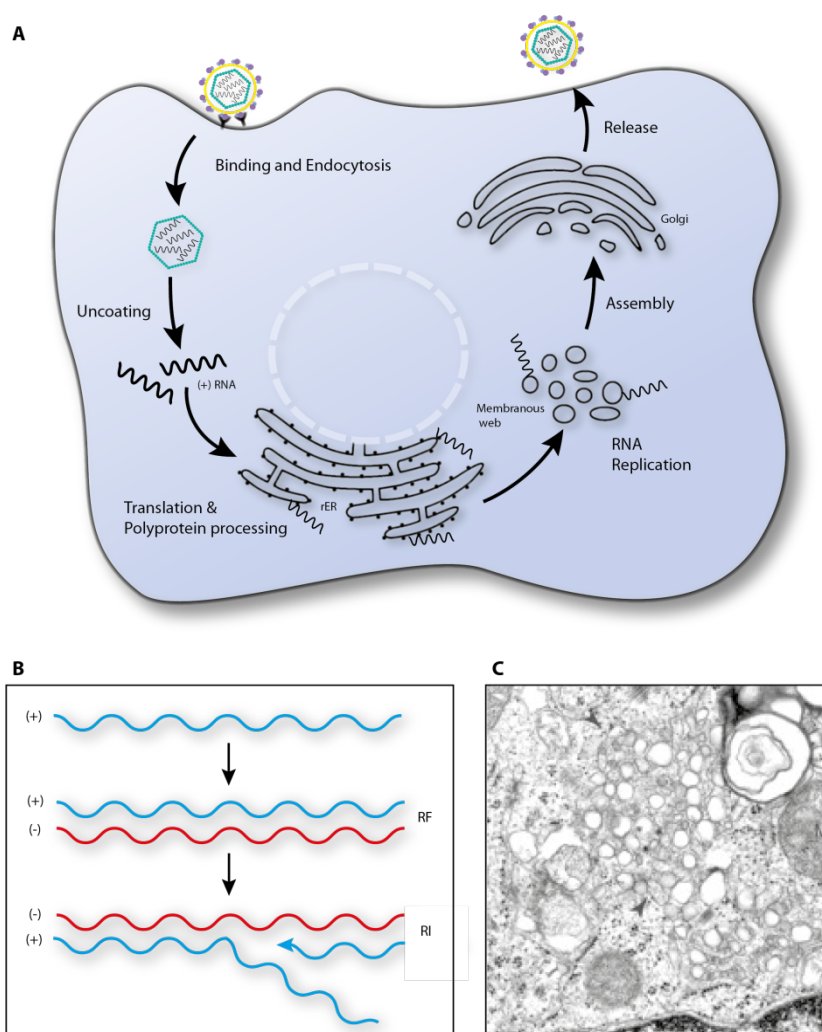 A
Release
Binding and Endocytosis
Golgi
Uncoating
Assembly
(+) RNA
Membranous
web
RNA
Replication
Translation &
Polyprotein processing
rER
B
(+)
(+)
RF
(-)
(-)
RI
(+)
C
M